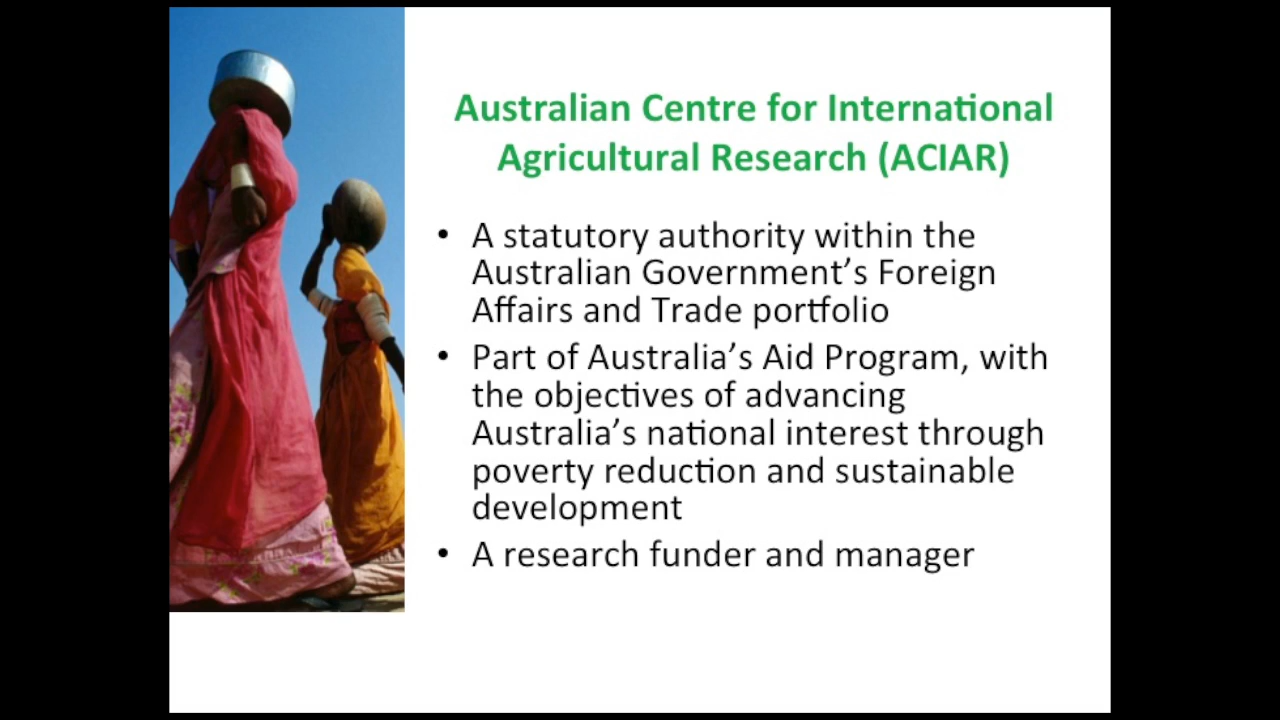 Australian Centre for International
Agricultural Research (ACIAR)
• A statutory authority within the
Australian Government’s Foreign
Affairs and Trade portfolio
• Part of Australia’s Aid Program, with
the objectives of advancing
Australia’s national interest through
poverty reduction and sustainable
development
• A research funder and manager